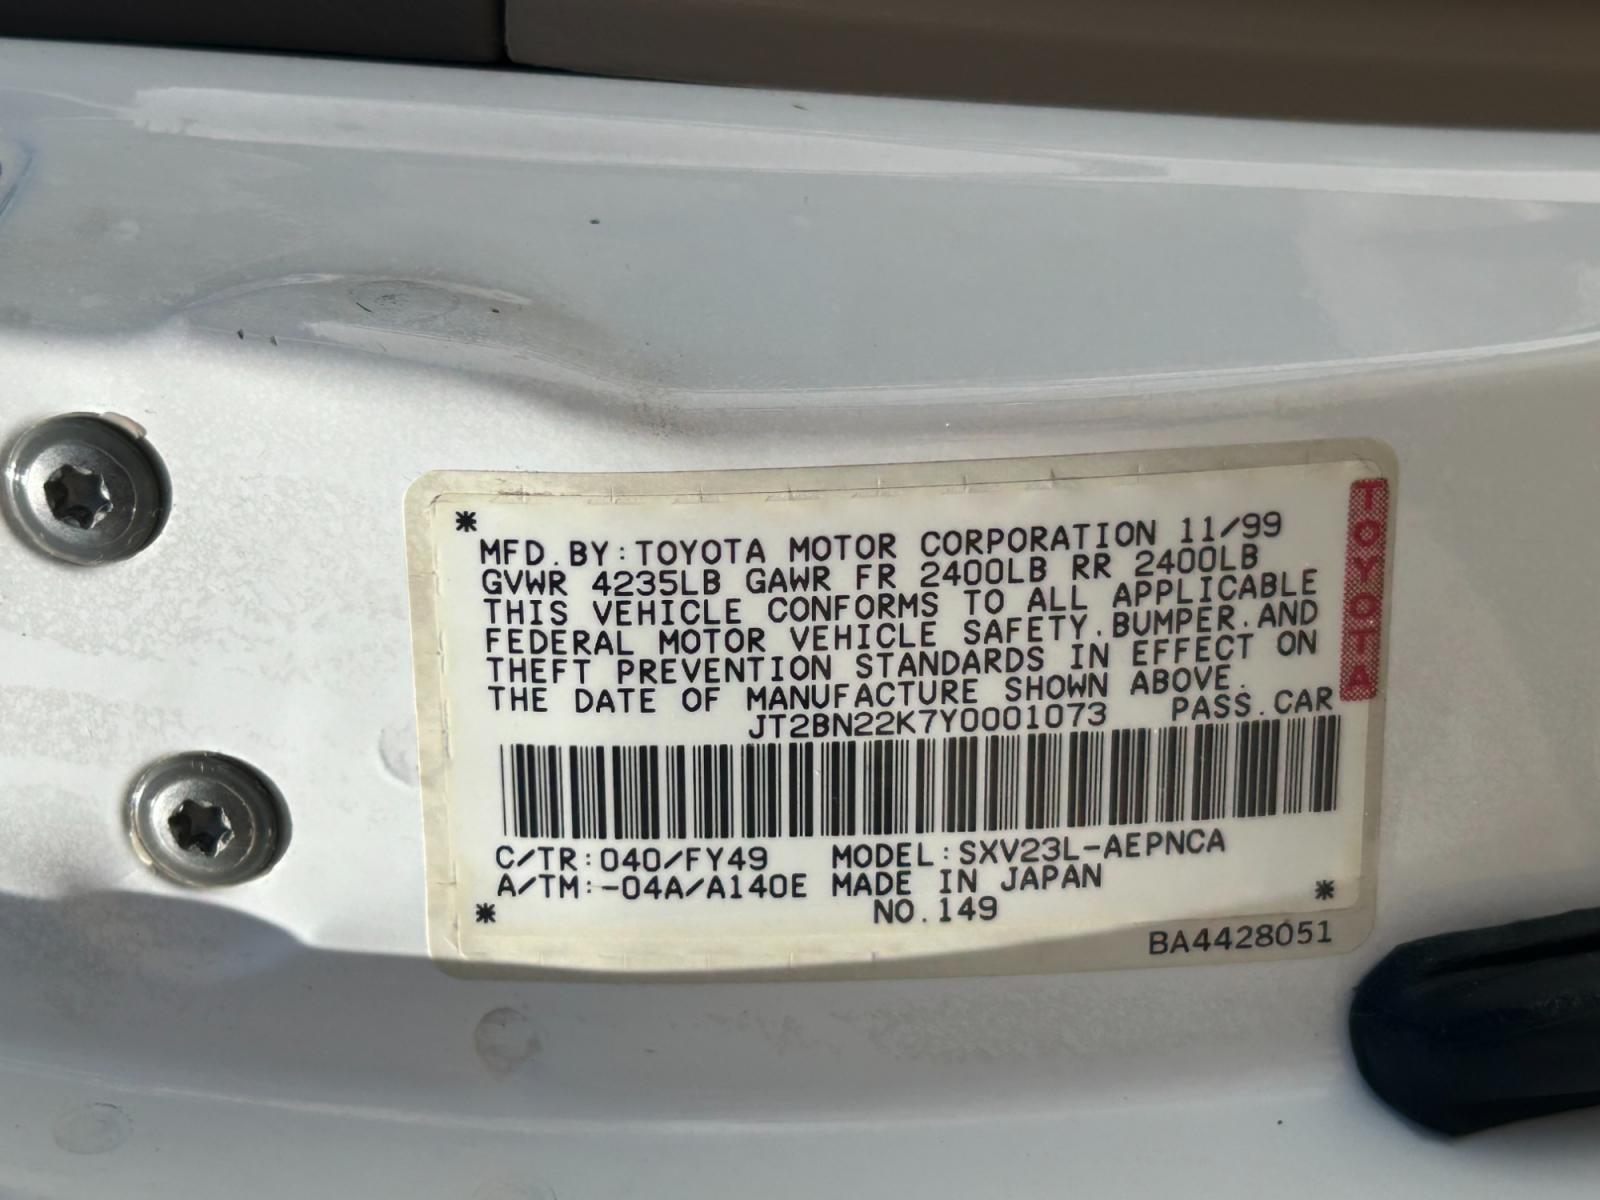 * MFD.BY:TOYOTA MOTOR CORPORATION 11/99
GVWR 4235LB GAWR FR 2400LB RR 2400LB
THIS VEHICLE CONFORMS TO ALL APPLICABLE
FEDERAL MOTOR VEHICLE SAFETY.BUMPER.AND
THEFT PREVENTION STANDARDS IN EFFECT ON
THE DATE OF MANUFACTURE SHOWN ABOVE.
JT2BN22K7Y0001073 PASS.CAR
C/TR:040/FY49 MODEL:SXV23L-AEPNCA
A/TM:-04A/A140E MADE IN JAPAN *
* NO.149
BA4428051
TOYOTA